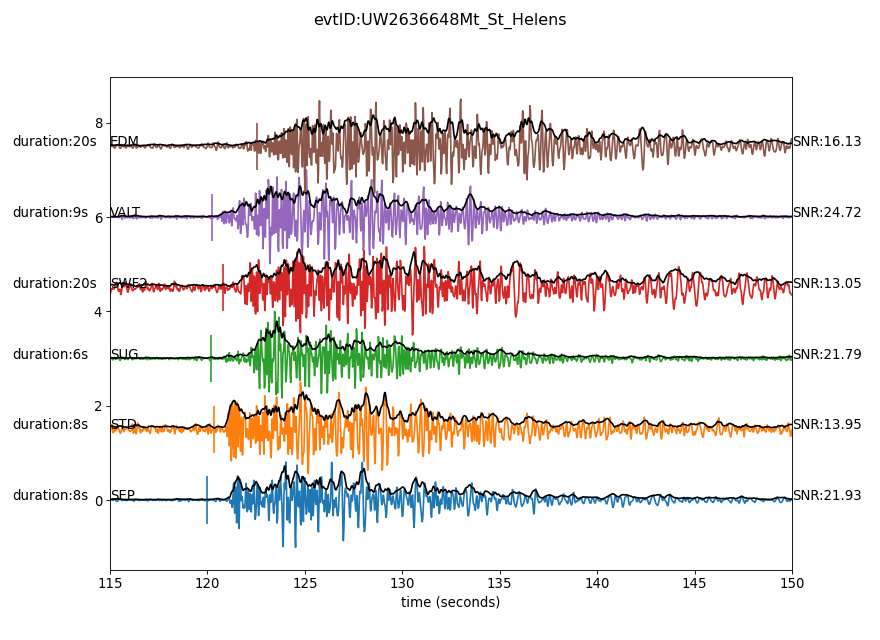 evtID:UW2636648Mt_St_Helens
8
duration:20s EDM SNR:16.13
duration:9s VALT SNR:24.72
6
duration:20s SWF2 SNR:13.05
4
duration:6s SUG SNR:21.79
2
duration:8s STD SNR:13.95
duration:8s SEP SNR:21.93
0
115 120 125 130 135 140 145 150
time (seconds)